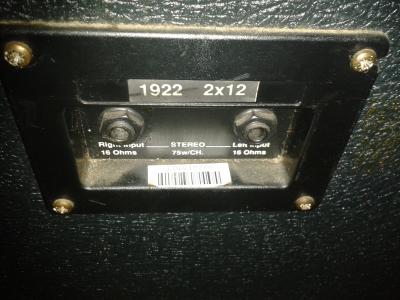 1922 2x12
Right Input STEREO Left Input
16 Ohms 75w/CH. 16 Ohms